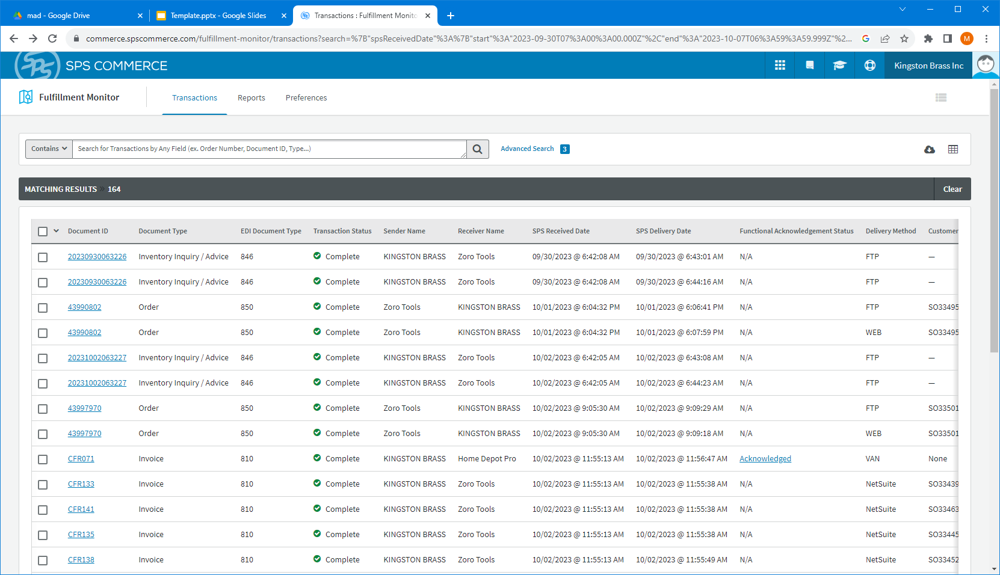 mad - Google Drive
Template.pptx - Google Slides
Transactions : Fulfillment Monito
commerce.spscommerce.com/fulfillment-monitor/transactions?search=%7B"spsReceivedDate"%3A%7B"start"%3A"2023-09-30T07%3A00%3A00.000Z"%2C"end"%3A"2023-10-07T06%3A59%3A59.999Z"%2...
M
SPS SPS COMMERCE
Kingston Brass Inc
Fulfillment Monitor
Transactions
Reports
Preferences
Contains
Search for Transactions by Any Field (ex. Order Number, Document ID, Type...)
Advanced Search 3
MATCHING RESULTS » 164
Clear
Document ID Document Type EDI Document Type Transaction Status Sender Name Receiver Name SPS Received Date SPS Delivery Date Functional Acknowledgement Status Delivery Method Customer
20230930063226 Inventory Inquiry / Advice 846 Complete KINGSTON BRASS Zoro Tools 09/30/2023 @ 6:42:08 AM 09/30/2023 @ 6:43:01 AM N/A FTP —
20230930063226 Inventory Inquiry / Advice 846 Complete KINGSTON BRASS Zoro Tools 09/30/2023 @ 6:42:08 AM 09/30/2023 @ 6:44:16 AM N/A FTP —
43990802 Order 850 Complete Zoro Tools KINGSTON BRASS 10/01/2023 @ 6:04:32 PM 10/01/2023 @ 6:06:41 PM N/A FTP SO33495
43990802 Order 850 Complete Zoro Tools KINGSTON BRASS 10/01/2023 @ 6:04:32 PM 10/01/2023 @ 6:07:59 PM N/A WEB SO33495
20231002063227 Inventory Inquiry / Advice 846 Complete KINGSTON BRASS Zoro Tools 10/02/2023 @ 6:42:05 AM 10/02/2023 @ 6:43:08 AM N/A FTP —
20231002063227 Inventory Inquiry / Advice 846 Complete KINGSTON BRASS Zoro Tools 10/02/2023 @ 6:42:05 AM 10/02/2023 @ 6:44:23 AM N/A FTP —
43997970 Order 850 Complete Zoro Tools KINGSTON BRASS 10/02/2023 @ 9:05:30 AM 10/02/2023 @ 9:09:29 AM N/A FTP SO33501
43997970 Order 850 Complete Zoro Tools KINGSTON BRASS 10/02/2023 @ 9:05:30 AM 10/02/2023 @ 9:09:18 AM N/A WEB SO33501
CFR071 Invoice 810 Complete KINGSTON BRASS Home Depot Pro 10/02/2023 @ 11:55:13 AM 10/02/2023 @ 11:56:47 AM Acknowledged VAN None
CFR133 Invoice 810 Complete KINGSTON BRASS Zoro Tools 10/02/2023 @ 11:55:13 AM 10/02/2023 @ 11:55:38 AM N/A NetSuite SO33439
CFR141 Invoice 810 Complete KINGSTON BRASS Zoro Tools 10/02/2023 @ 11:55:13 AM 10/02/2023 @ 11:55:38 AM N/A NetSuite SO33463
CFR135 Invoice 810 Complete KINGSTON BRASS Zoro Tools 10/02/2023 @ 11:55:13 AM 10/02/2023 @ 11:55:38 AM N/A NetSuite SO33445
CFR138 Invoice 810 Complete KINGSTON BRASS Zoro Tools 10/02/2023 @ 11:55:13 AM 10/02/2023 @ 11:55:49 AM N/A NetSuite SO33452